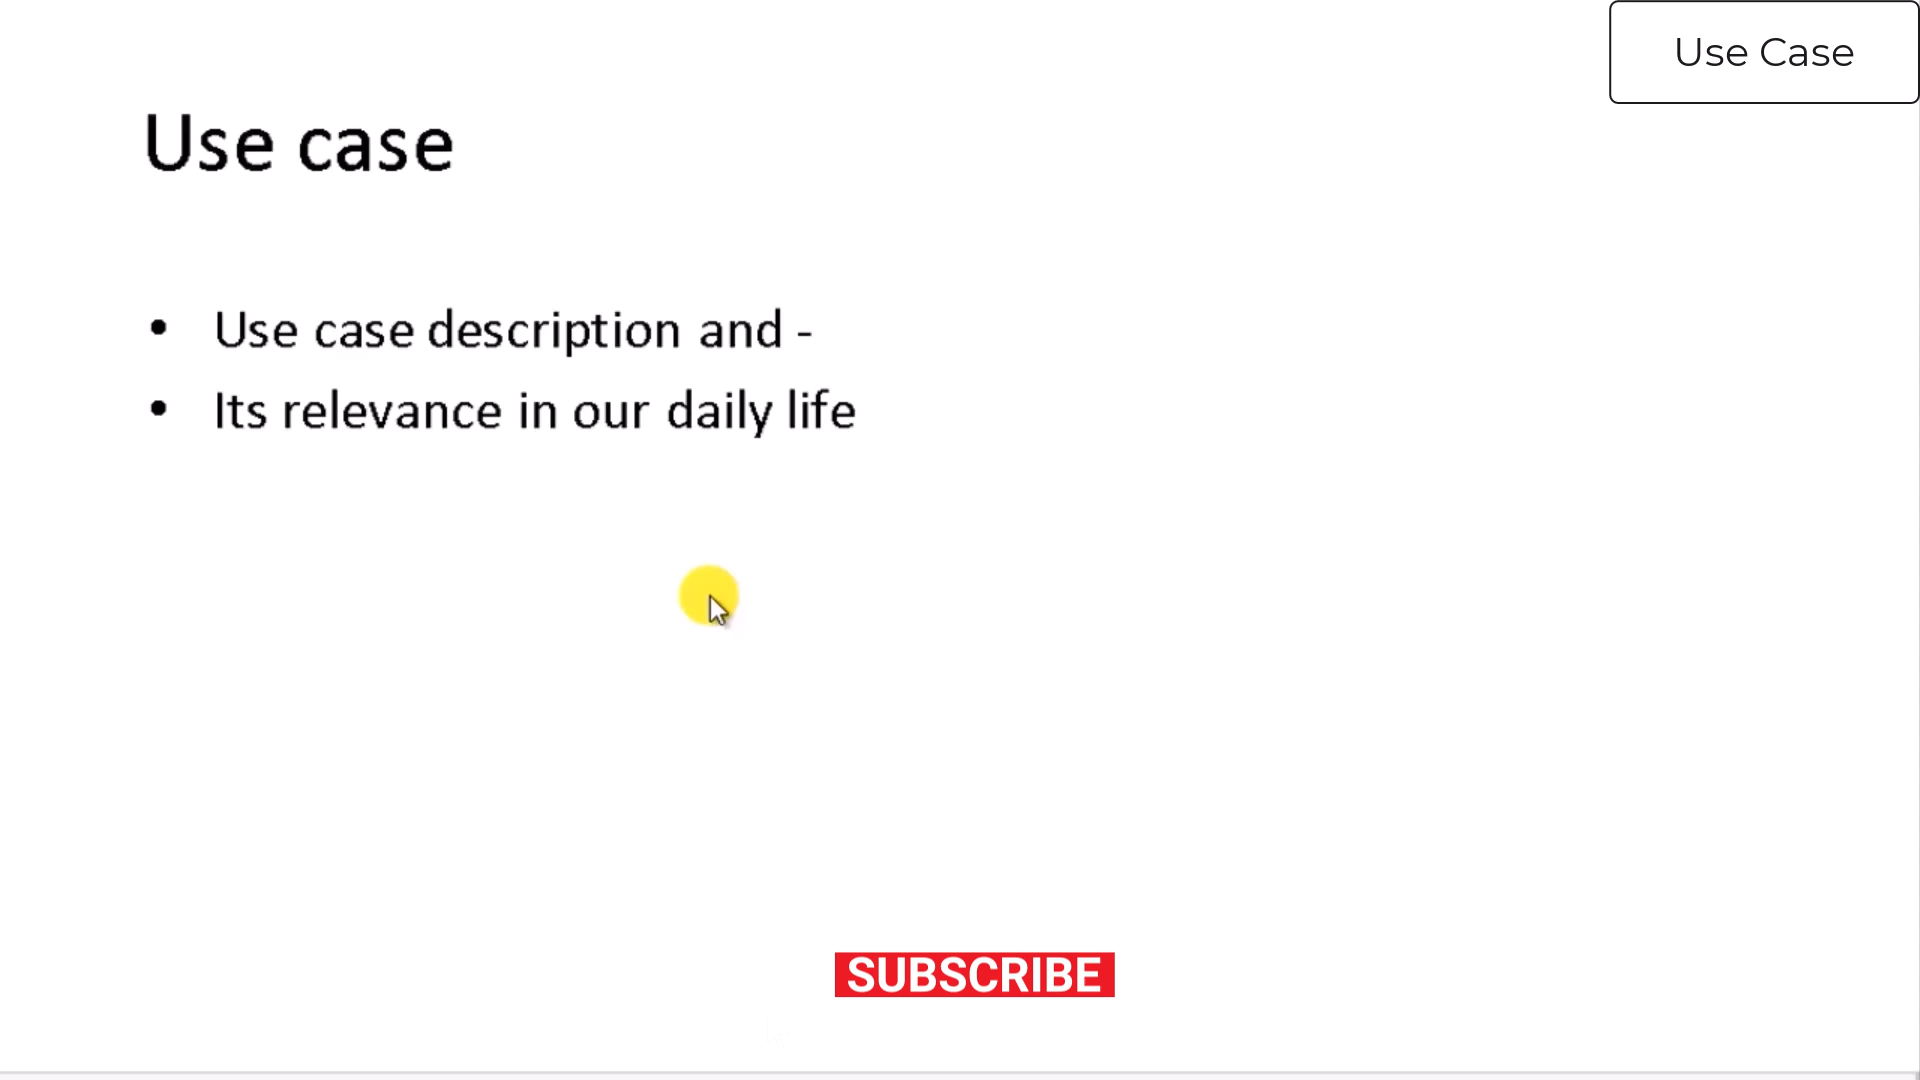 Use Case
Use case
• Use case description and -
• Its relevance in our daily life
SUBSCRIBE